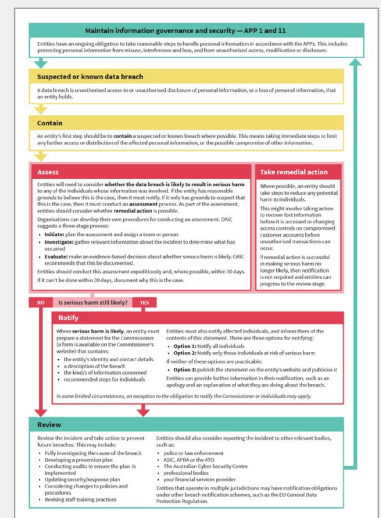 Maintain information governance and security — APP 1 and 11
Entities have an ongoing obligation to take reasonable steps to handle personal information in accordance with the APPs. This includes
protecting personal information from misuse, interference and loss, and from unauthorised access, modification or disclosure.
Suspected or known data breach
A data breach is unauthorised access to or unauthorised disclosure of personal information, or a loss of personal information, that
an entity holds.
Contain
An entity's first step should be to contain a suspected or known breach where possible. This means taking immediate steps to limit
any further access or distribution of the affected personal information, or the possible compromise of other information.
Assess
Entities will need to consider whether the data breach is likely to result in serious harm
to any of the individuals whose information was involved. If the entity has reasonable
grounds to believe this is the case, then it must notify. If it only has grounds to suspect that
this is the case, then it must conduct an assessment process. As part of the assessment,
entities should consider whether remedial action is possible.
Organisations can develop their own procedures for conducting an assessment. OAIC
suggests a three-stage process:
• Initiate: plan the assessment and assign a team or person
• Investigate: gather relevant information about the incident to determine what has
occurred
• Evaluate: make an evidence-based decision about whether serious harm is likely. OAIC
recommends that this be documented.
Entities should conduct this assessment expeditiously and, where possible, within 30 days.
If it can't be done within 30 days, document why this is the case.
Take remedial action
Where possible, an entity should
take steps to reduce any potential
harm to individuals.
This might involve taking action
to recover lost information
before it is accessed or changing
access controls on compromised
customer accounts before
unauthorised transactions can
occur.
If remedial action is successful
in making serious harm no
longer likely, then notification
is not required and entities can
progress to the review stage.
NO Is serious harm still likely? YES
Notify
Where serious harm is likely, an entity must
prepare a statement for the Commissioner
(a form is available on the Commissioner's
website) that contains:
• the entity's identity and contact details
• a description of the breach
• the kind/s of information concerned
• recommended steps for individuals
Entities must also notify affected individuals, and inform them of the
contents of this statement. There are three options for notifying:
• Option 1: Notify all individuals
• Option 2: Notify only those individuals at risk of serious harm
If neither of these options are practicable:
• Option 3: publish the statement on the entity's website and publicise it
Entities can provide further information in their notification, such as an
apology and an explanation of what they are doing about the breach.
In some limited circumstances, an exception to the obligation to notify the Commissioner or individuals may apply.
Review
Review the incident and take action to prevent
future breaches. This may include:
• Fully investigating the cause of the breach
• Developing a prevention plan
• Conducting audits to ensure the plan is
implemented
• Updating security/response plan
• Considering changes to policies and
procedures
• Revising staff training practices
Entities should also consider reporting the incident to other relevant bodies,
such as:
• police or law enforcement
• ASIC, APRA or the ATO
• The Australian Cyber Security Centre
• professional bodies
• your financial services provider
Entities that operate in multiple jurisdictions may have notification obligations
under other breach notification schemes, such as the EU General Data
Protection Regulation.